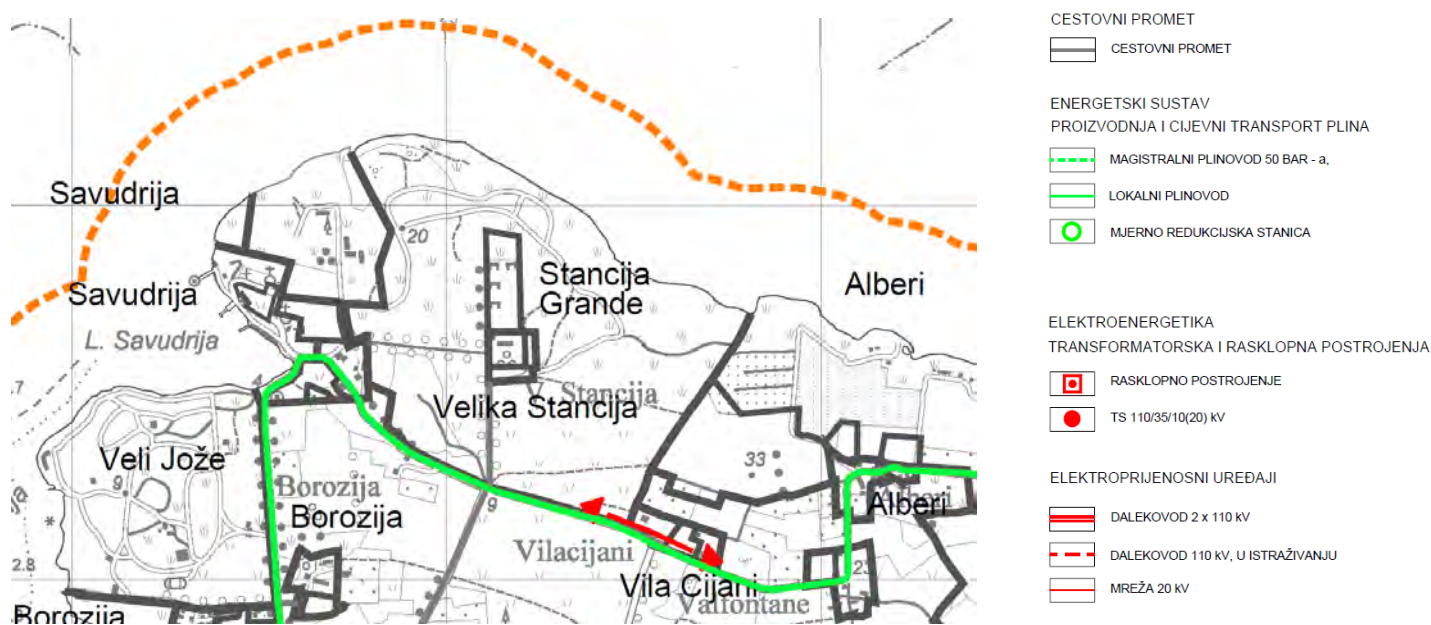 Savudrija
20
Stancija
Grande
Alberi
Savudrija
L. Savudrija
4
Stancija
Velika Stancija
Veli Jože
9
Borozija
Borozija
33
9
Alberi
Vilacijani
Vila Cijani
Valfontane
23
2.8
Borozija
CESTOVNI PROMET
CESTOVNI PROMET
ENERGETSKI SUSTAV
PROIZVODNJA I CIJEVNI TRANSPORT PLINA
MAGISTRALNI PLINOVOD 50 BAR - a,
LOKALNI PLINOVOD
MJERNO REDUKCIJSKA STANICA
ELEKTROENERGETIKA
TRANSFORMATORSKA I RASKLOPNA POSTROJENJA
RASKLOPNO POSTROJENJE
TS 110/35/10(20) kV
ELEKTROPRIJENOSNI UREĐAJI
DALEKOVOD 2 x 110 kV
DALEKOVOD 110 kV, U ISTRAŽIVANJU
MREŽA 20 kV